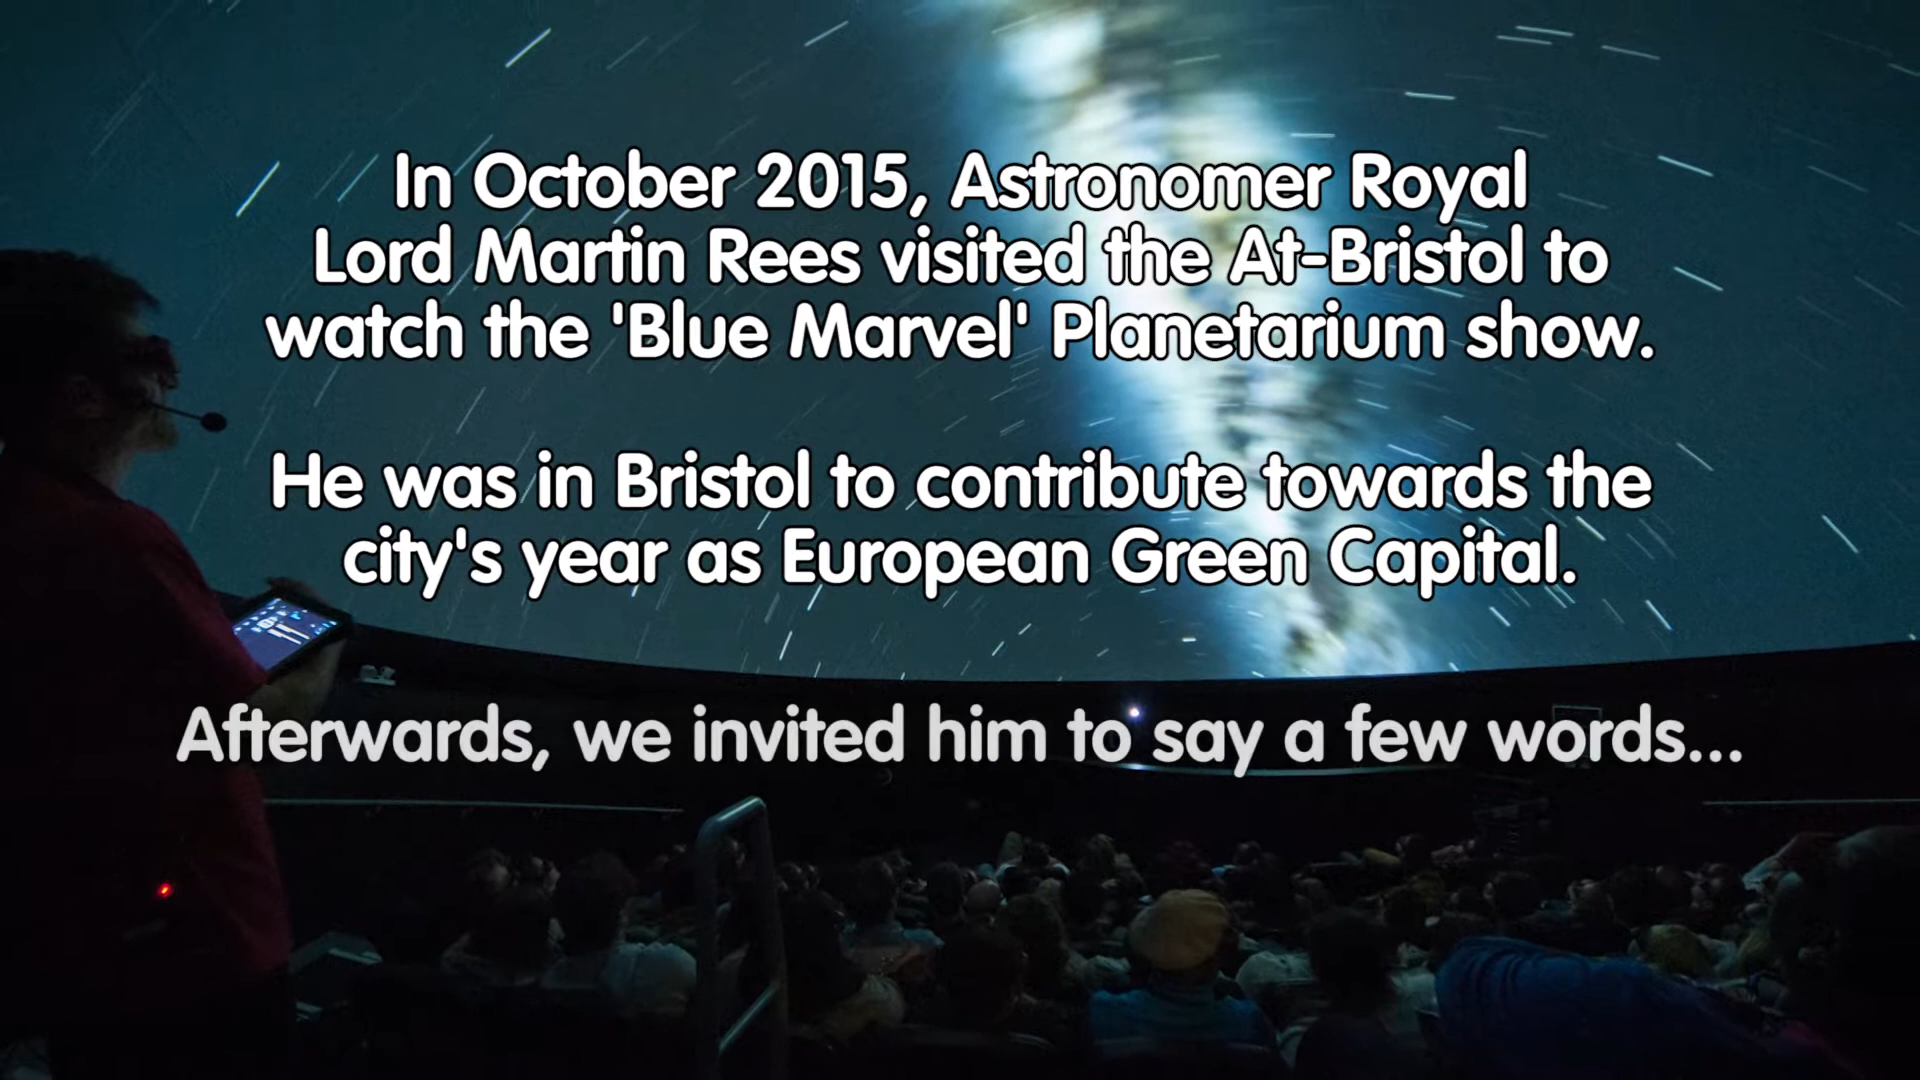 In October 2015, Astronomer Royal
Lord Martin Rees visited the At-Bristol to
watch the 'Blue Marvel' Planetarium show.
He was in Bristol to contribute towards the
city's year as European Green Capital.
Afterwards, we invited him to say a few words...